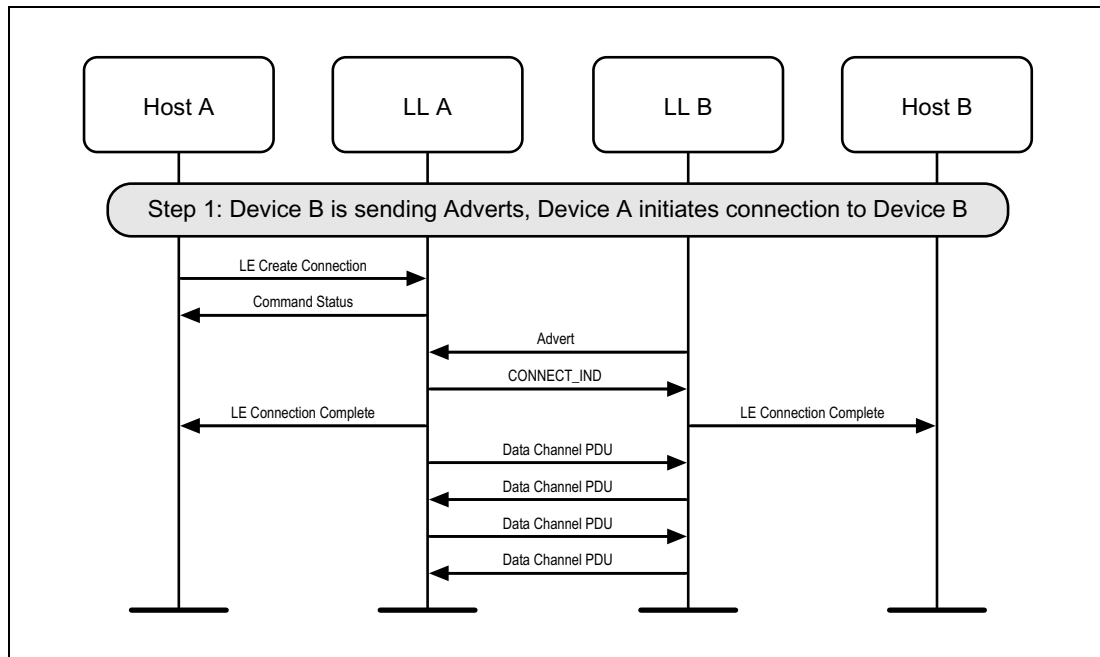 Host A
LL A
LL B
Host B
Step 1: Device B is sending Adverts, Device A initiates connection to Device B
LE Create Connection
Command Status
Advert
CONNECT_IND
LE Connection Complete
LE Connection Complete
Data Channel PDU
Data Channel PDU
Data Channel PDU
Data Channel PDU